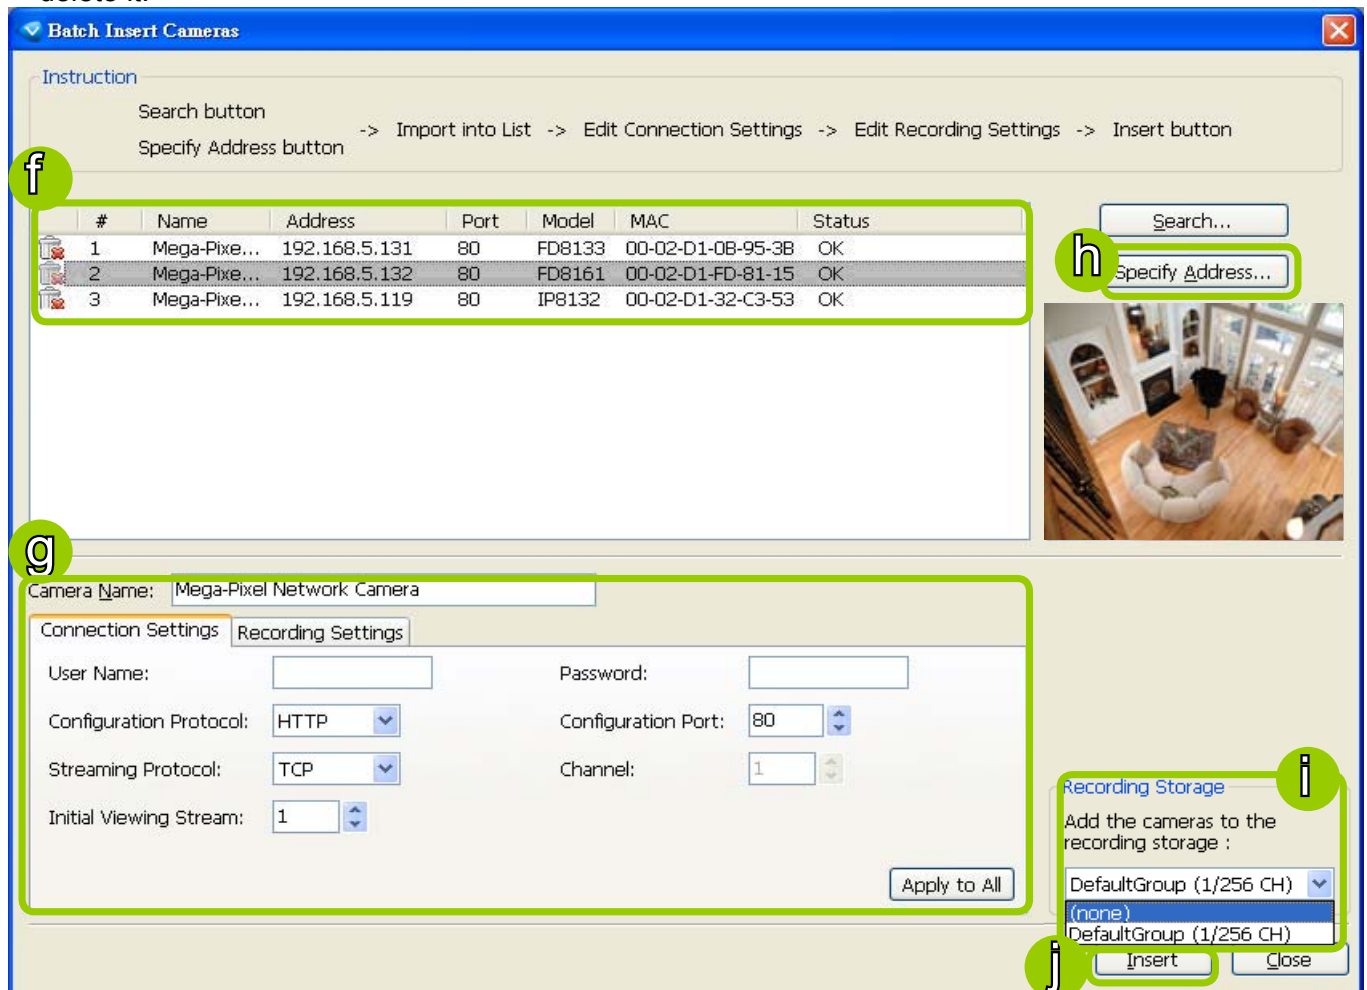 delete it.
Batch Insert Cameras
Instruction
Search button
Specify Address button
-> Import into List -> Edit Connection Settings -> Edit Recording Settings -> Insert button
f
# Name Address Port Model MAC Status
1 Mega-Pixe... 192.168.5.131 80 FD8133 00-02-D1-0B-95-3B OK
2 Mega-Pixe... 192.168.5.132 80 FD8161 00-02-D1-FD-81-15 OK
3 Mega-Pixe... 192.168.5.119 80 IP8132 00-02-D1-32-C3-53 OK
Search...
h
Specify Address...
g
Camera Name: Mega-Pixel Network Camera
Connection Settings Recording Settings
User Name: Password:
Configuration Protocol: HTTP Configuration Port: 80
Streaming Protocol: TCP Channel: 1
Initial Viewing Stream: 1
Apply to All
i
Recording Storage
Add the cameras to the
recording storage :
DefaultGroup (1/256 CH)
(none)
DefaultGroup (1/256 CH)
j
Insert Close